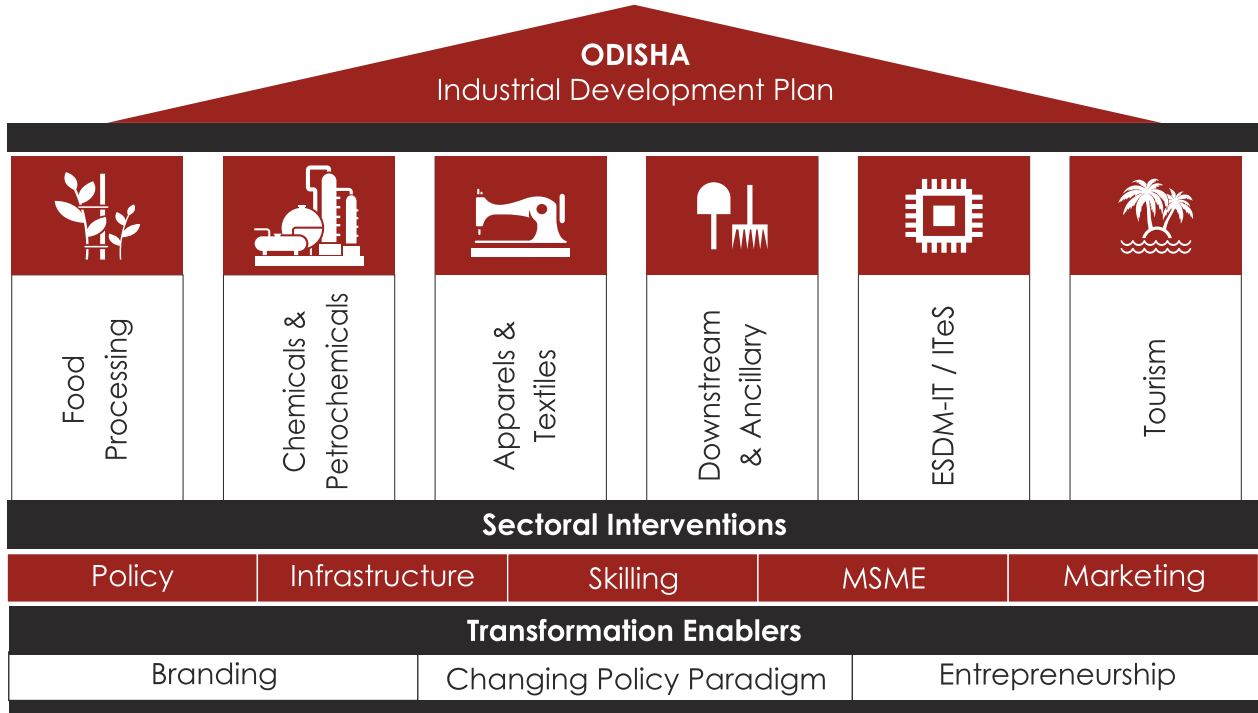 ODISHA
Industrial Development Plan
Food
Processing
Chemicals &
Petrochemicals
Apparels &
Textiles
Downstream
& Ancillary
ESDM-IT / ITeS
Tourism
Sectoral Interventions
Policy
Infrastructure
Skilling
MSME
Marketing
Transformation Enablers
Branding
Changing Policy Paradigm
Entrepreneurship